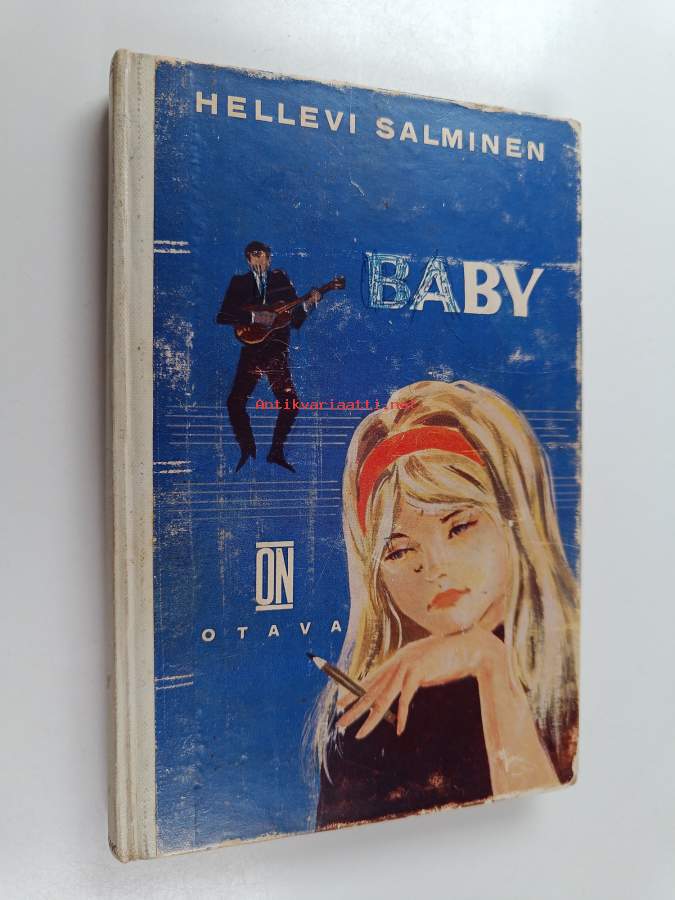 HELLEVI SALMINEN
BABY
Antikvariaatti.net
ON
OTAVA